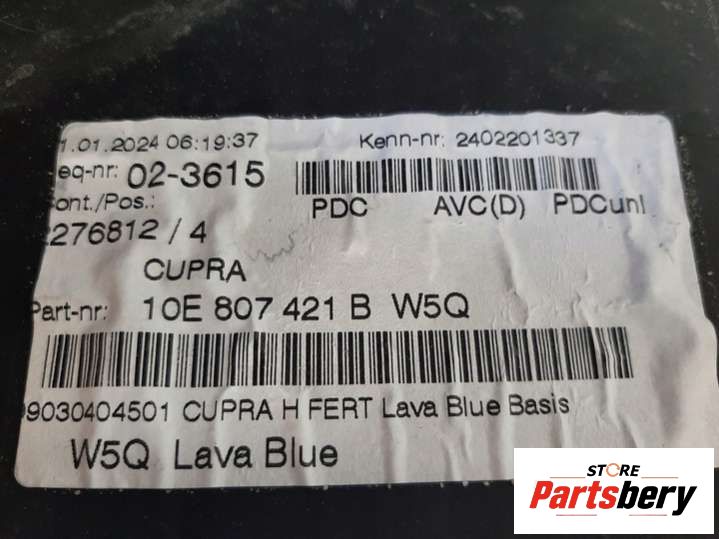 1.01.2024 06:19:37 Kenn-nr: 2402201337
eq-nr: 02-3615
ont./Pos.: PDC AVC(D) PDCunl
276812 / 4
CUPRA
Part-nr: 10E 807 421 B W5Q
9030404501 CUPRA H FERT Lava Blue Basis
W5Q Lava Blue
STORE
Partsbery